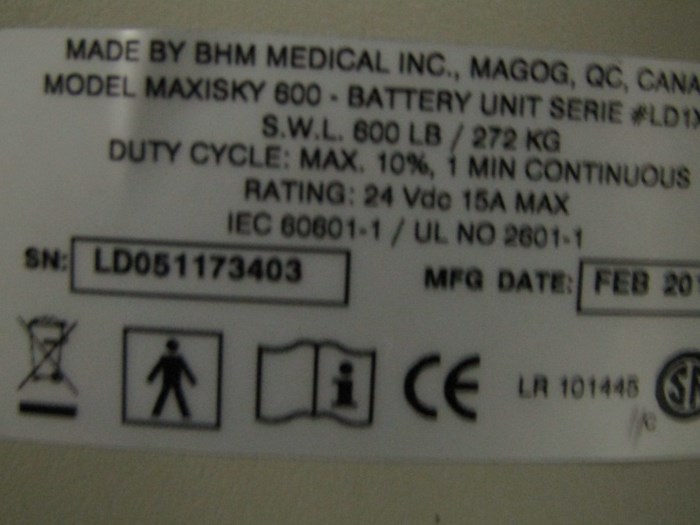 MADE BY BHM MEDICAL INC., MAGOG, QC, CANA
MODEL MAXISKY 600 - BATTERY UNIT SERIE #LD1X
S.W.L. 600 LB / 272 KG
DUTY CYCLE: MAX. 10%, 1 MIN CONTINUOUS
RATING: 24 Vdc 15A MAX
IEC 60601-1 / UL NO 2601-1
SN: LD051173403 MFG DATE: FEB 201
i CE LR 101445